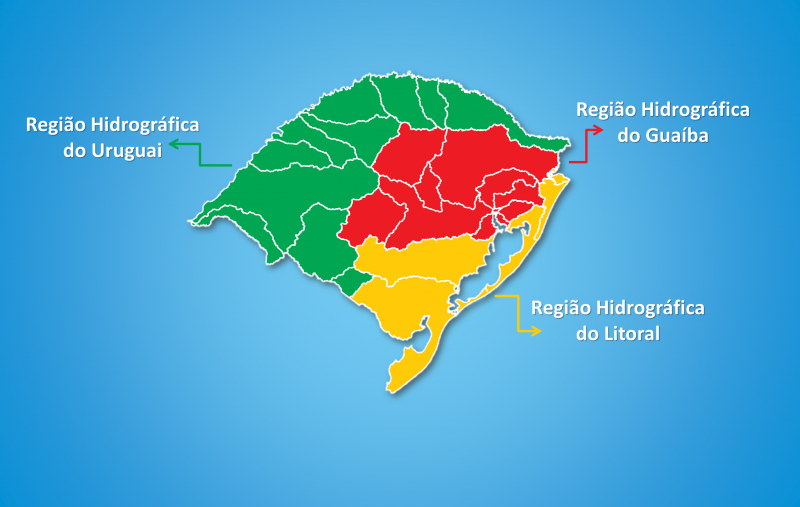 Região Hidrográfica
do Uruguai
Região Hidrográfica
do Guaíba
Região Hidrográfica
do Litoral